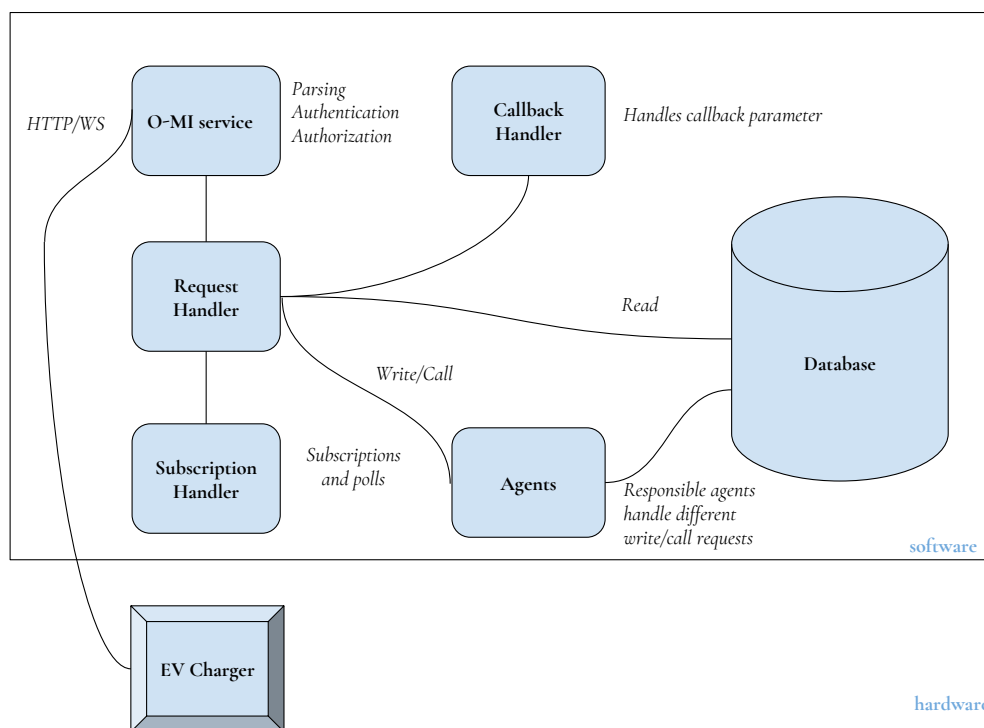 HTTP/WS
O-MI service
Parsing
Authentication
Authorization
Callback
Handler
Handles callback parameter
Request
Handler
Read
Database
Write/Call
Subscription
Handler
Subscriptions
and polls
Agents
Responsible agents
handle different
write/call requests
software
EV Charger
hardware